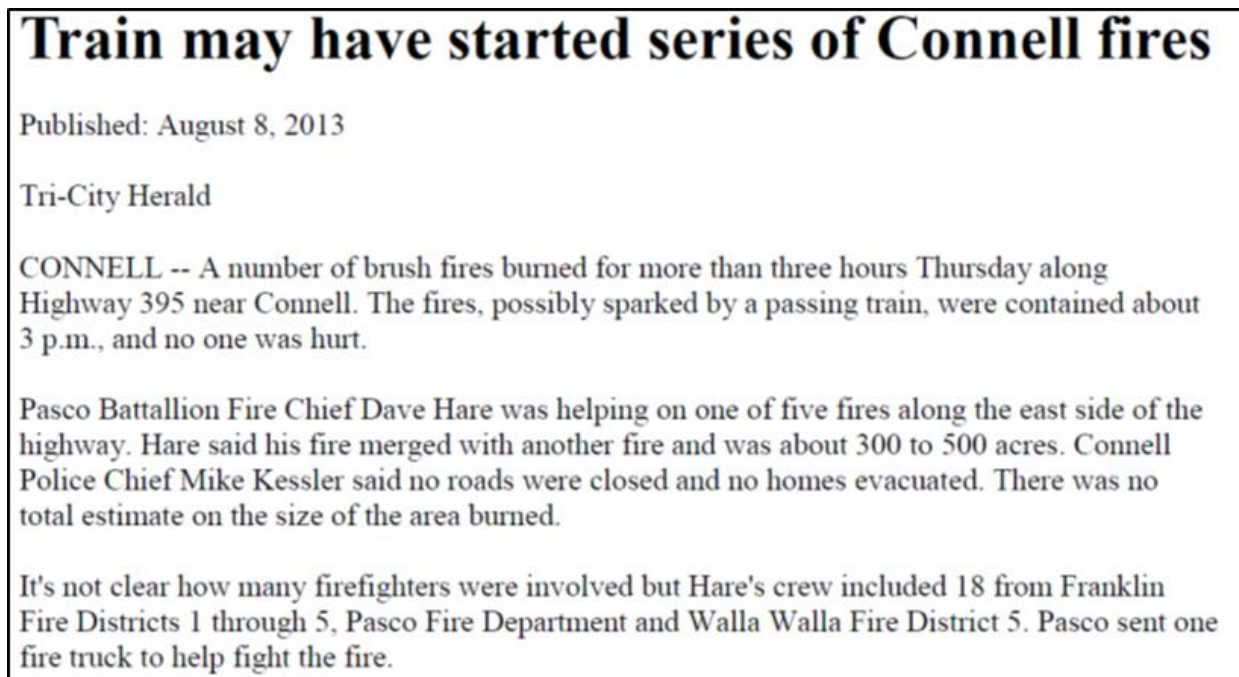 Train may have started series of Connell fires
Published: August 8, 2013
Tri-City Herald
CONNELL -- A number of brush fires burned for more than three hours Thursday along
Highway 395 near Connell. The fires, possibly sparked by a passing train, were contained about
3 p.m., and no one was hurt.
Pasco Battallion Fire Chief Dave Hare was helping on one of five fires along the east side of the
highway. Hare said his fire merged with another fire and was about 300 to 500 acres. Connell
Police Chief Mike Kessler said no roads were closed and no homes evacuated. There was no
total estimate on the size of the area burned.
It's not clear how many firefighters were involved but Hare's crew included 18 from Franklin
Fire Districts 1 through 5, Pasco Fire Department and Walla Walla Fire District 5. Pasco sent one
fire truck to help fight the fire.